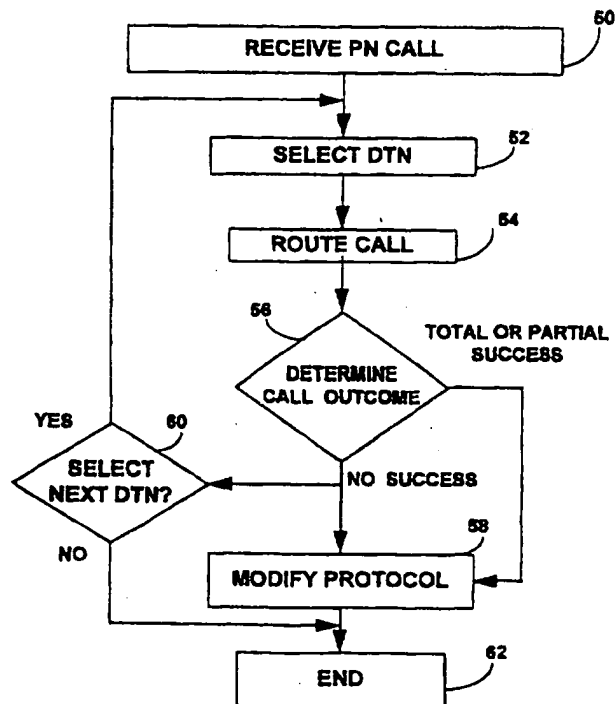 50
RECEIVE PN CALL
SELECT DTN
52
ROUTE CALL
54
56
DETERMINE
CALL OUTCOME
TOTAL OR PARTIAL
SUCCESS
YES
60
SELECT
NEXT DTN?
NO
NO SUCCESS
58
MODIFY PROTOCOL
END
62